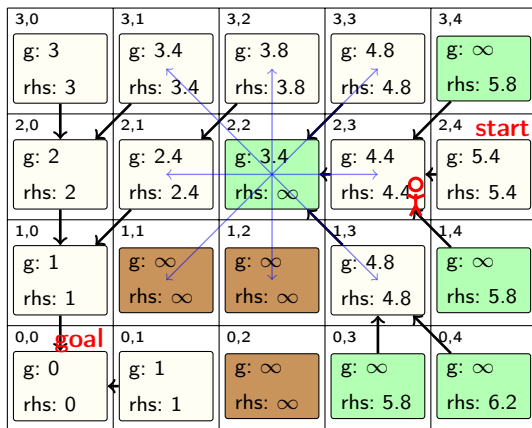 3,0 3,1 3,2 3,3 3,4
g: 3 g: 3.4 g: 3.8 g: 4.8 g: ∞
rhs: 3 rhs: 3.4 rhs: 3.8 rhs: 4.8 rhs: 5.8
2,0 2,1 2,2 2,3 2,4 start
g: 2 g: 2.4 g: 3.4 g: 4.4 g: 5.4
rhs: 2 rhs: 2.4 rhs: ∞ rhs: 4.4 rhs: 5.4
1,0 1,1 1,2 1,3 1,4
g: 1 g: ∞ g: ∞ g: 4.8 g: ∞
rhs: 1 rhs: ∞ rhs: ∞ rhs: 4.8 rhs: 5.8
0,0 goal 0,1 0,2 0,3 0,4
g: 0 g: 1 g: ∞ g: ∞ g: ∞
rhs: 0 rhs: 1 rhs: ∞ rhs: 5.8 rhs: 6.2